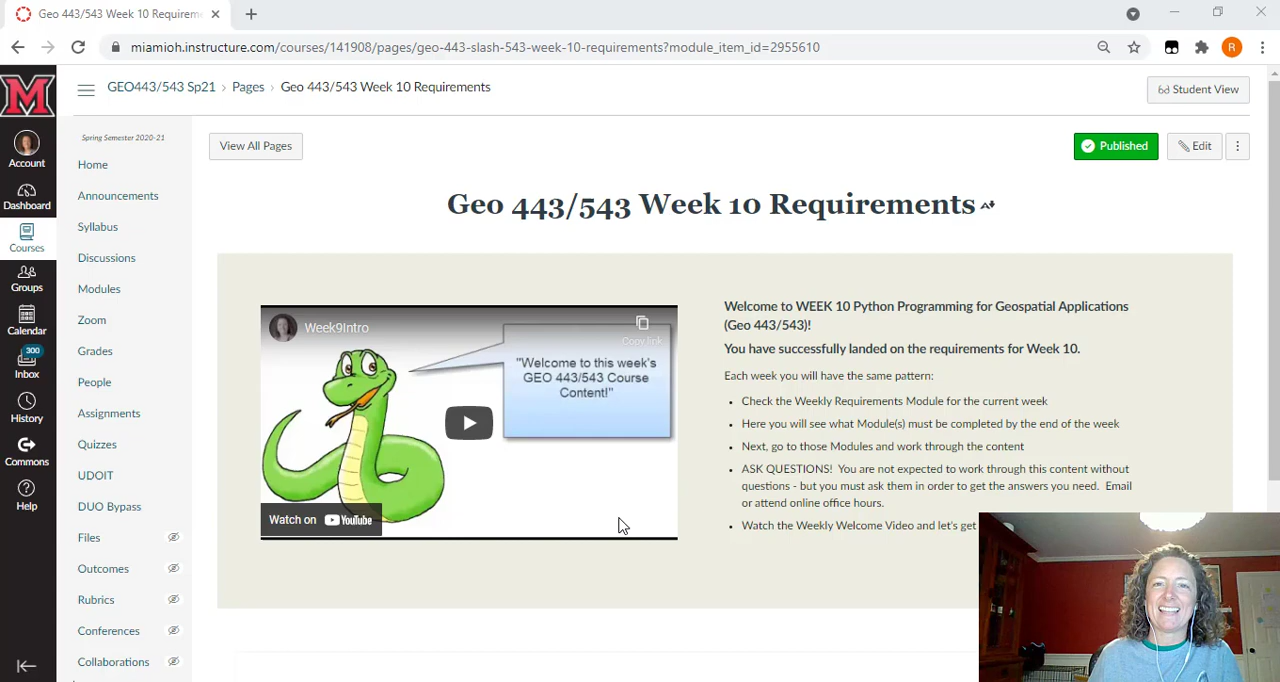 Geo 443/543 Week 10 Requirem
miamioh.instructure.com/courses/141908/pages/geo-443-slash-543-week-10-requirements?module_item_id=2955610
R
M
Account
Dashboard
Courses
Groups
Calendar
300
Inbox
History
Commons
Help
GEO443/543 Sp21 › Pages › Geo 443/543 Week 10 Requirements
Student View
Spring Semester 2020-21
Home
Announcements
Syllabus
Discussions
Modules
Zoom
Grades
People
Assignments
Quizzes
UDOIT
DUO Bypass
Files
Outcomes
Rubrics
Conferences
Collaborations
View All Pages
Published
Edit
Geo 443/543 Week 10 Requirements
Week9Intro
Copy link
"Welcome to this week's
GEO 443/543 Course
Content!"
Watch on YouTube
Welcome to WEEK 10 Python Programming for Geospatial Applications
(Geo 443/543)!
You have successfully landed on the requirements for Week 10.
Each week you will have the same pattern:
• Check the Weekly Requirements Module for the current week
• Here you will see what Module(s) must be completed by the end of the week
• Next, go to those Modules and work through the content
• ASK QUESTIONS! You are not expected to work through this content without
questions - but you must ask them in order to get the answers you need. Email
or attend online office hours.
• Watch the Weekly Welcome Video and let's get